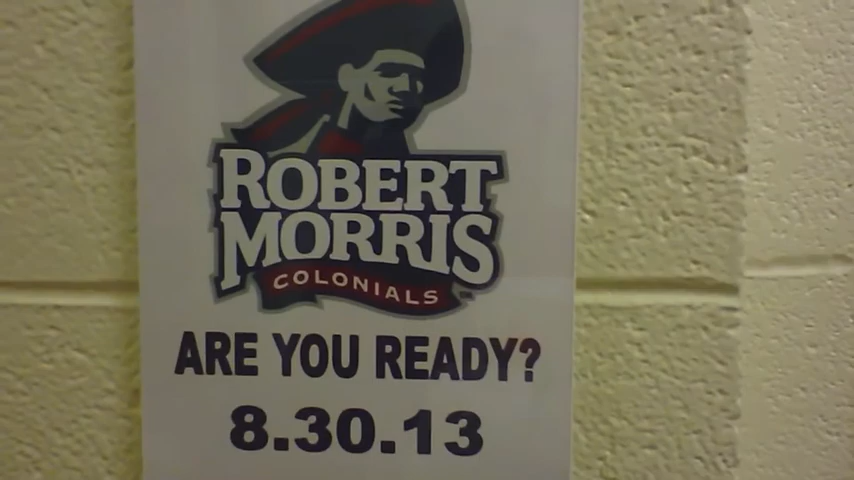 ROBERT
MORRIS
COLONIALS
ARE YOU READY?
8.30.13